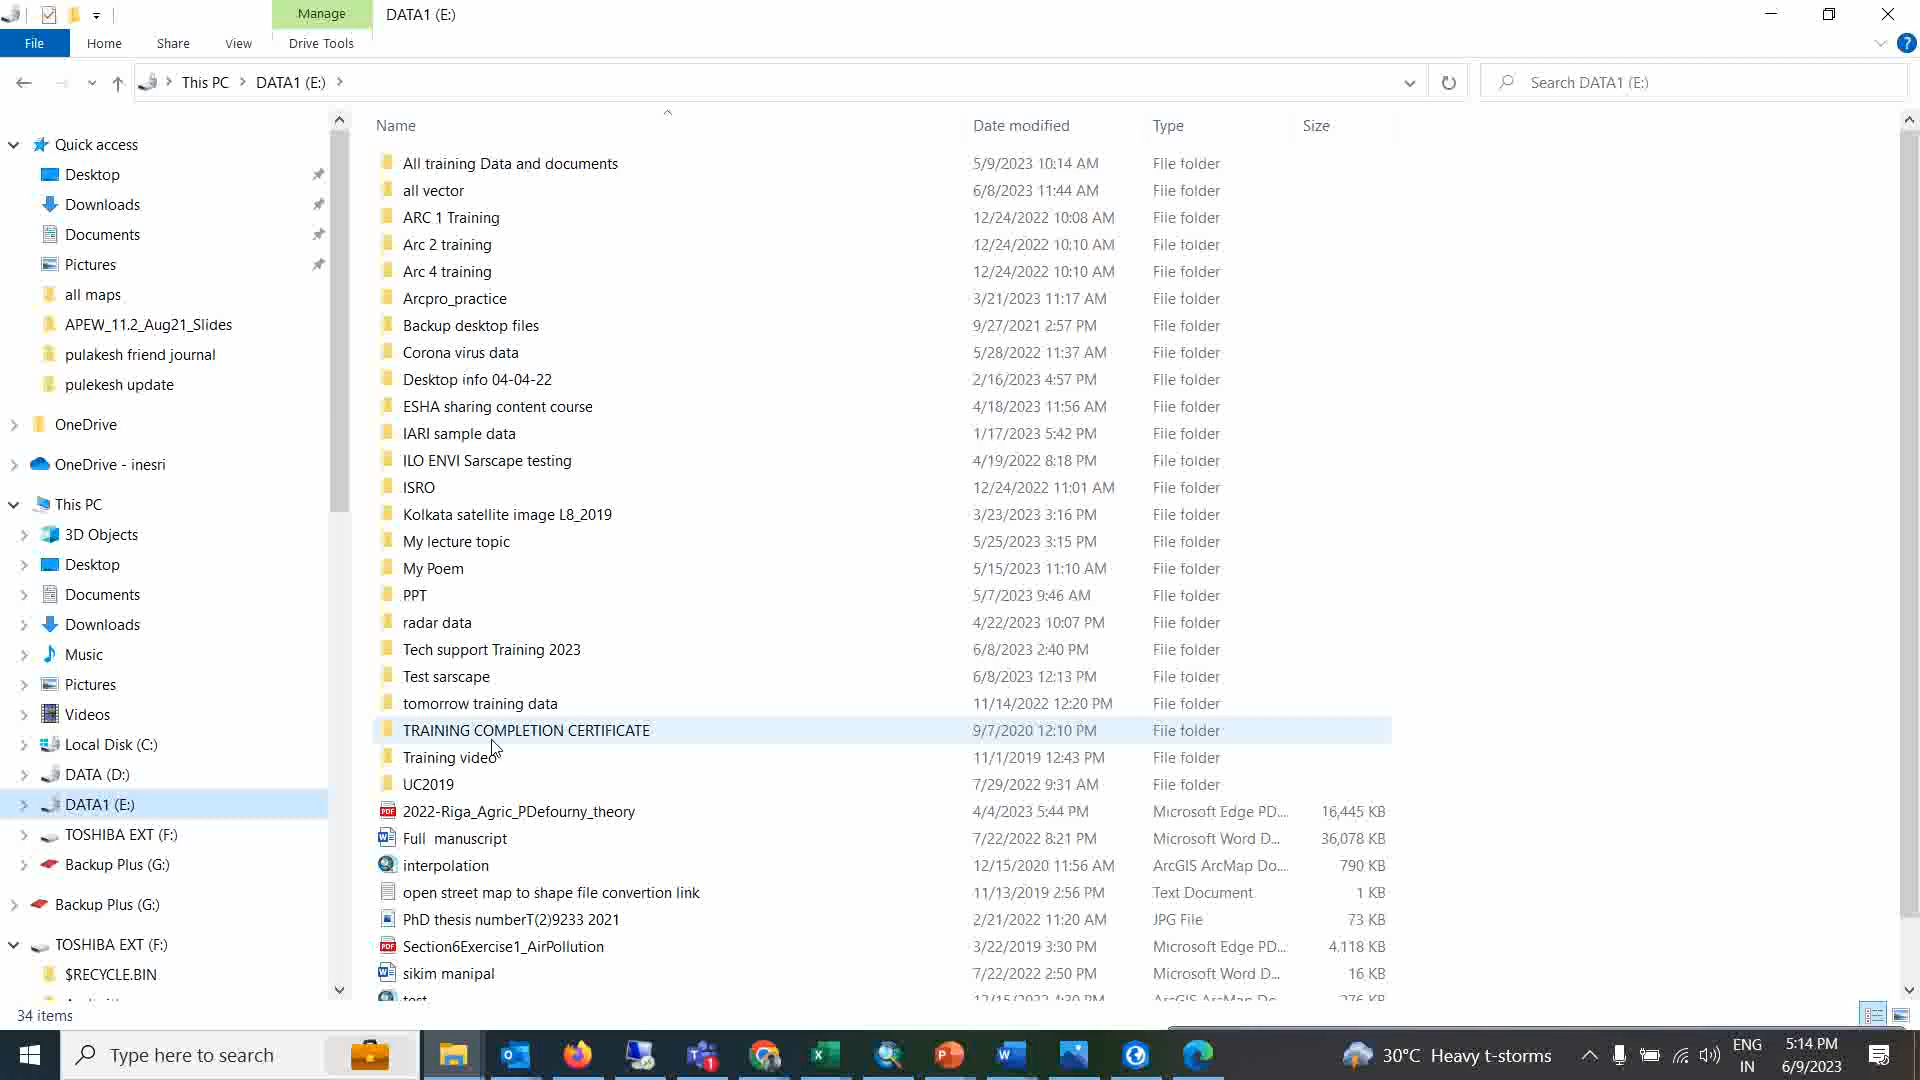 Manage DATA1 (E:)
File Home Share View Drive Tools
This PC DATA1 (E:) Search DATA1 (E:)
Name Date modified Type Size
Quick access
Desktop
Downloads
Documents
Pictures
all maps
APEW_11.2_Aug21_Slides
pulakesh friend journal
pulekesh update
OneDrive
OneDrive - inesri
This PC
3D Objects
Desktop
Documents
Downloads
Music
Pictures
Videos
Local Disk (C:)
DATA (D:)
DATA1 (E:)
TOSHIBA EXT (F:)
Backup Plus (G:)
Backup Plus (G:)
TOSHIBA EXT (F:)
$RECYCLE.BIN
All training Data and documents 5/9/2023 10:14 AM File folder
all vector 6/8/2023 11:44 AM File folder
ARC 1 Training 12/24/2022 10:08 AM File folder
Arc 2 training 12/24/2022 10:10 AM File folder
Arc 4 training 12/24/2022 10:10 AM File folder
Arcpro_practice 3/21/2023 11:17 AM File folder
Backup desktop files 9/27/2021 2:57 PM File folder
Corona virus data 5/28/2022 11:37 AM File folder
Desktop info 04-04-22 2/16/2023 4:57 PM File folder
ESHA sharing content course 4/18/2023 11:56 AM File folder
IARI sample data 1/17/2023 5:42 PM File folder
ILO ENVI Sarscape testing 4/19/2022 8:18 PM File folder
ISRO 12/24/2022 11:01 AM File folder
Kolkata satellite image L8_2019 3/23/2023 3:16 PM File folder
My lecture topic 5/25/2023 3:15 PM File folder
My Poem 5/15/2023 11:10 AM File folder
PPT 5/7/2023 9:46 AM File folder
radar data 4/22/2023 10:07 PM File folder
Tech support Training 2023 6/8/2023 2:40 PM File folder
Test sarscape 6/8/2023 12:13 PM File folder
tomorrow training data 11/14/2022 12:20 PM File folder
TRAINING COMPLETION CERTIFICATE 9/7/2020 12:10 PM File folder
Training video 11/1/2019 12:43 PM File folder
UC2019 7/29/2022 9:31 AM File folder
2022-Riga_Agric_PDefourny_theory 4/4/2023 5:44 PM Microsoft Edge PD... 16,445 KB
Full manuscript 7/22/2022 8:21 PM Microsoft Word D... 36,078 KB
interpolation 12/15/2020 11:56 AM ArcGIS ArcMap Do... 790 KB
open street map to shape file convertion link 11/13/2019 2:56 PM Text Document 1 KB
PhD thesis numberT(2)9233 2021 2/21/2022 11:20 AM JPG File 73 KB
Section6Exercise1_AirPollution 3/22/2019 3:30 PM Microsoft Edge PD... 4,118 KB
sikim manipal 7/22/2022 2:50 PM Microsoft Word D... 16 KB
test 12/15/2022 4:30 PM ArcGIS ArcMap Do... 276 KB
34 items
Type here to search
30°C Heavy t-storms
ENG
IN
5:14 PM
6/9/2023